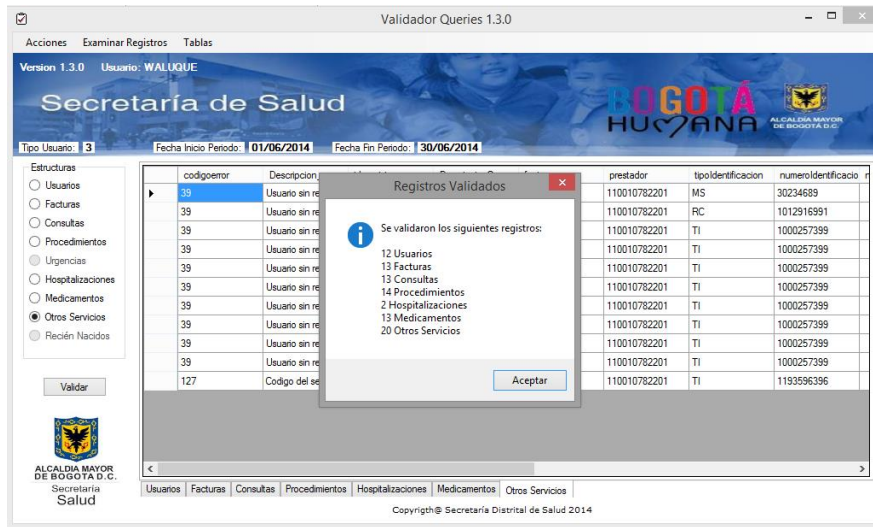 Validador Queries 1.3.0
Acciones Examinar Registros Tablas
Version 1.3.0 Usuario: WALUQUE
Secretaría de Salud
BOGOTÁ
HUMANA
ALCALDIA MAYOR
DE BOGOTÁ D.C.
Tipo Usuario: 3 Fecha Inicio Periodo: 01/06/2014 Fecha Fin Periodo: 30/06/2014
Estructuras
Usuarios
Facturas
Consultas
Procedimientos
Urgencias
Hospitalizaciones
Medicamentos
Otros Servicios
Recién Nacidos
Validar
ALCALDIA MAYOR
DE BOGOTA D.C.
Secretaría
Salud
codigoerror Descripcion prestador tipoIdentificacion numeroIdentificacio
39 Usuario sin re 110010782201 MS 30234689
39 Usuario sin re 110010782201 RC 1012916991
39 Usuario sin re 110010782201 TI 1000257399
39 Usuario sin re 110010782201 TI 1000257399
39 Usuario sin re 110010782201 TI 1000257399
39 Usuario sin re 110010782201 TI 1000257399
39 Usuario sin re 110010782201 TI 1000257399
39 Usuario sin re 110010782201 TI 1000257399
39 Usuario sin re 110010782201 TI 1000257399
39 Usuario sin re 110010782201 TI 1000257399
127 Codigo del se 110010782201 TI 1193596396
Registros Validados
Se validaron los siguientes registros:
12 Usuarios
13 Facturas
13 Consultas
14 Procedimientos
2 Hospitalizaciones
13 Medicamentos
20 Otros Servicios
Aceptar
Usuarios Facturas Consultas Procedimientos Hospitalizaciones Medicamentos Otros Servicios
Copyrigth@ Secretaría Distrital de Salud 2014